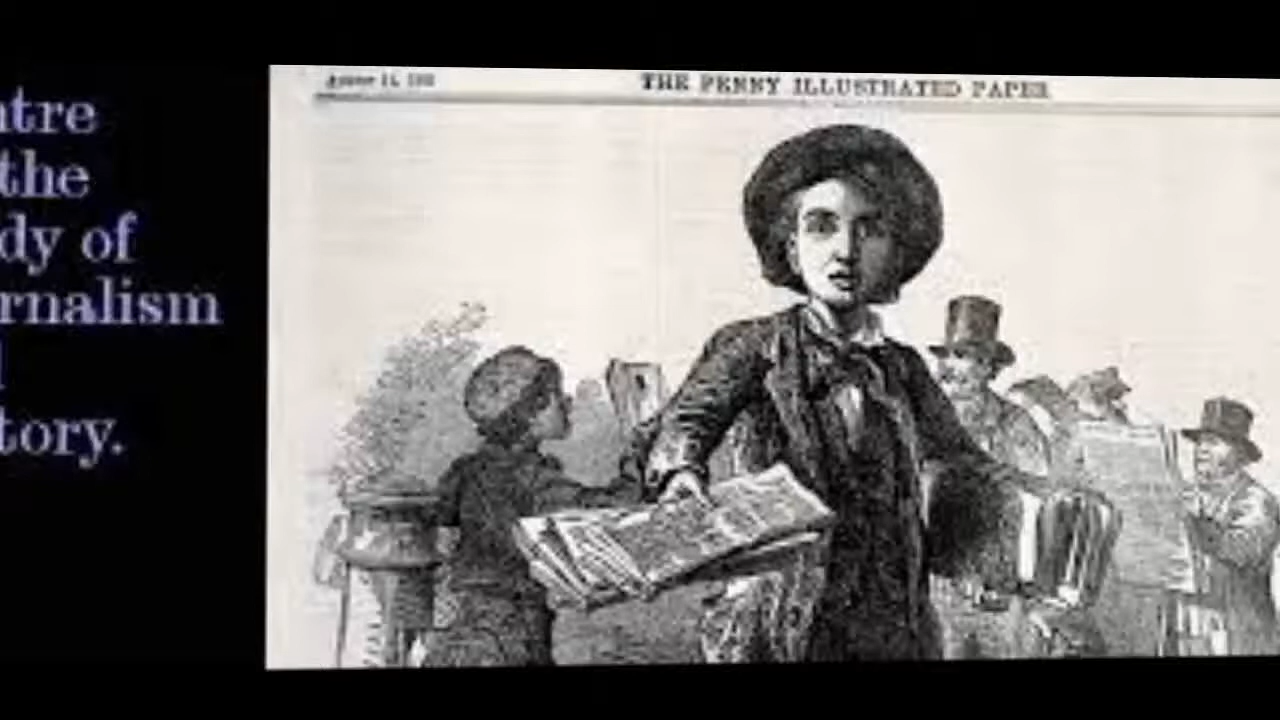 ntre
the
dy of
rnalism
tory.
THE PENNY ILLUSTRATED PAPER